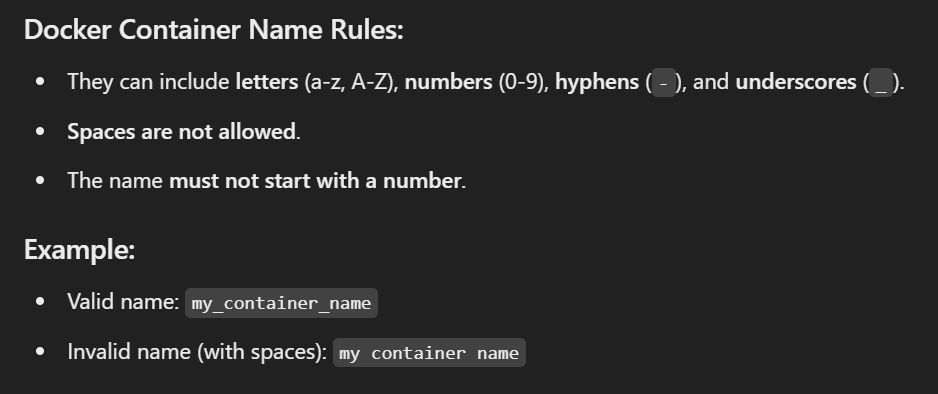 Docker Container Name Rules:
• They can include letters (a-z, A-Z), numbers (0-9), hyphens ( - ), and underscores ( _ ).
• Spaces are not allowed.
• The name must not start with a number.
Example:
• Valid name: my_container_name
• Invalid name (with spaces): my container name